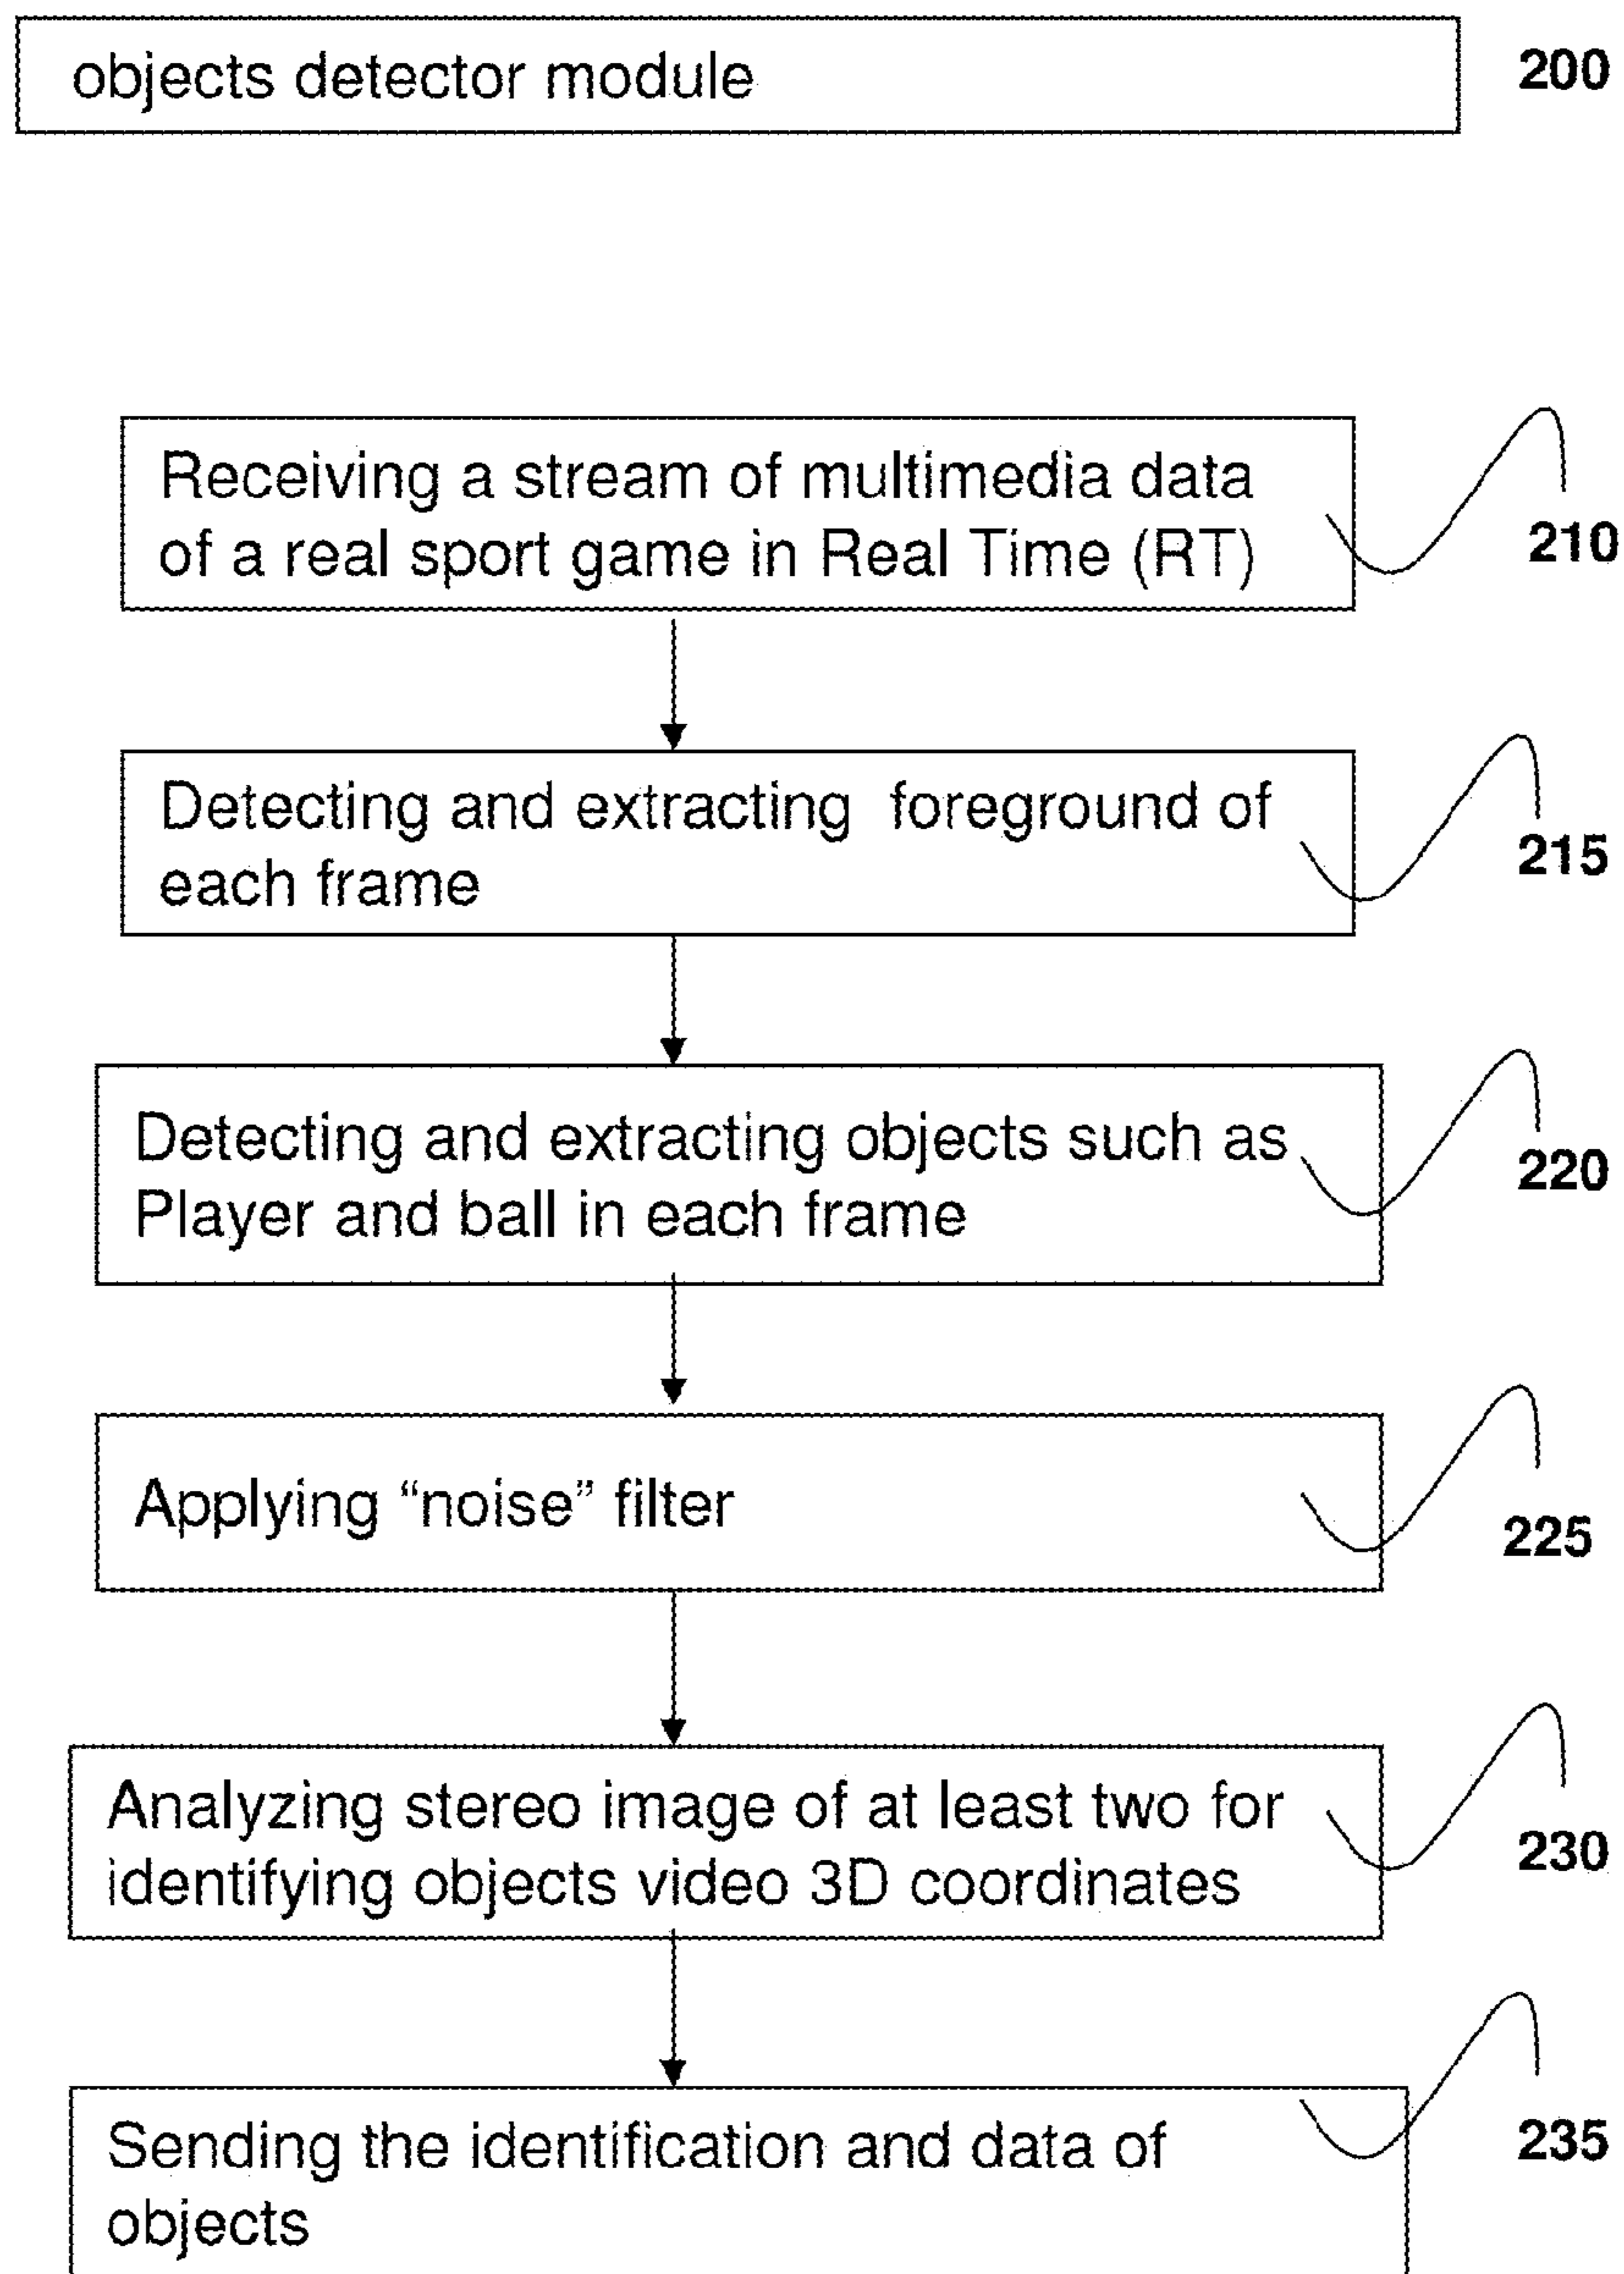 objects detector module
200
Receiving a stream of multimedia data
of a real sport game in Real Time (RT)
210
Detecting and extracting foreground of
each frame
215
Detecting and extracting objects such as
Player and ball in each frame
220
Applying “noise” filter
225
Analyzing stereo image of at least two for
identifying objects video 3D coordinates
230
Sending the identification and data of
objects
235